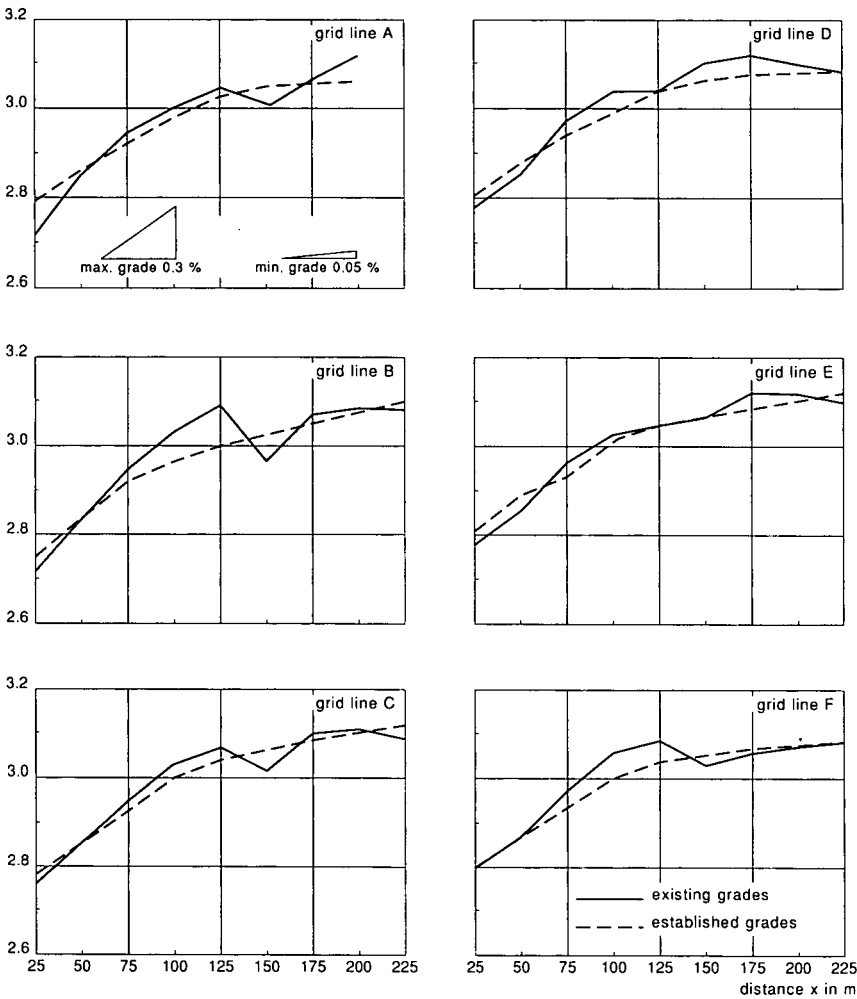 3.2
grid line A
3.0
2.8
max. grade 0.3 %
min. grade 0.05 %
2.6
grid line D
3.2
grid line B
3.0
2.8
2.6
grid line E
3.2
grid line C
3.0
2.8
2.6
25 50 75 100 125 150 175 200 225
grid line F
existing grades
established grades
25 50 75 100 125 150 175 200 225
distance x in m